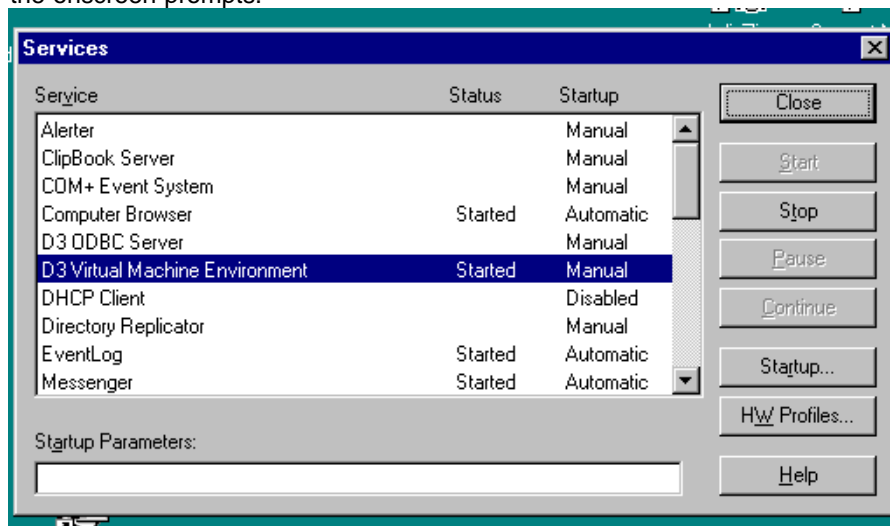 the onscreen prompts.
Services
Service Status Startup
Alerter Manual
ClipBook Server Manual
COM+ Event System Manual
Computer Browser Started Automatic
D3 ODBC Server Manual
D3 Virtual Machine Environment Started Manual
DHCP Client Disabled
Directory Replicator Manual
EventLog Started Automatic
Messenger Started Automatic
Startup Parameters:
Close
Start
Stop
Pause
Continue
Startup...
HW Profiles...
Help